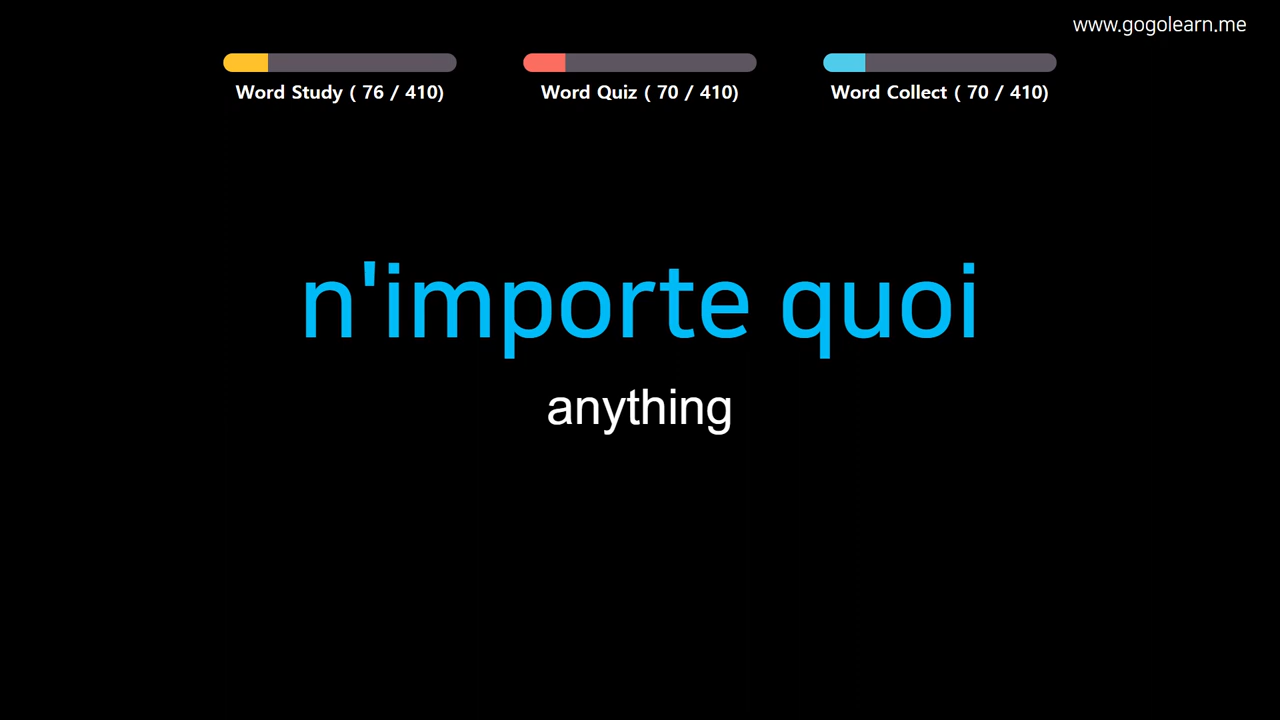 www.gogolearn.me
Word Study ( 76 / 410)
Word Quiz ( 70 / 410)
Word Collect ( 70 / 410)
n'importe quoi
anything